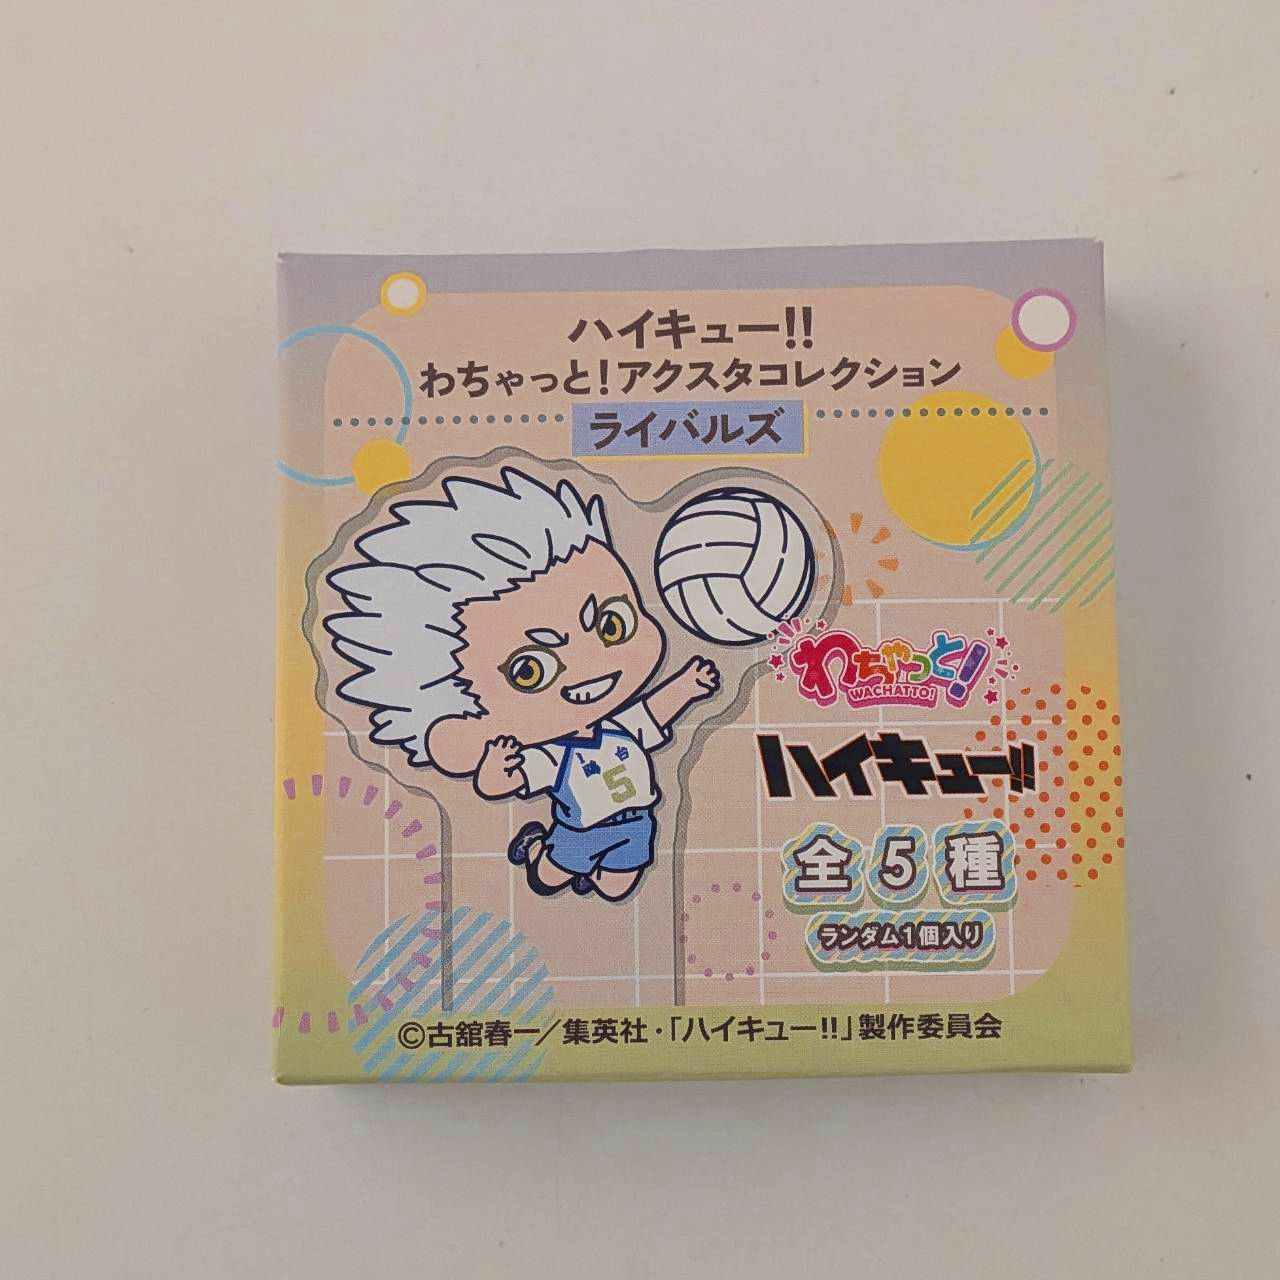 ハイキュー!!
わちゃっと!アクスタコレクション
ライバルズ
台
鴎
5
わちゃっと!
WACHATTO!
ハイキュー!!
全5種
ランダム1個入り
©古舘春一/集英社・「ハイキュー!!」製作委員会